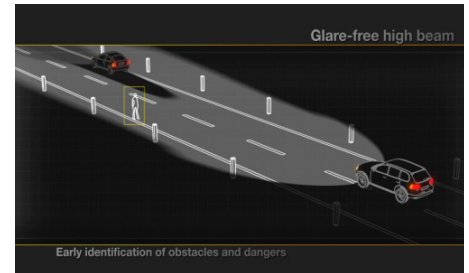 Glare-free high beam
Early identification of obstacles and dangers